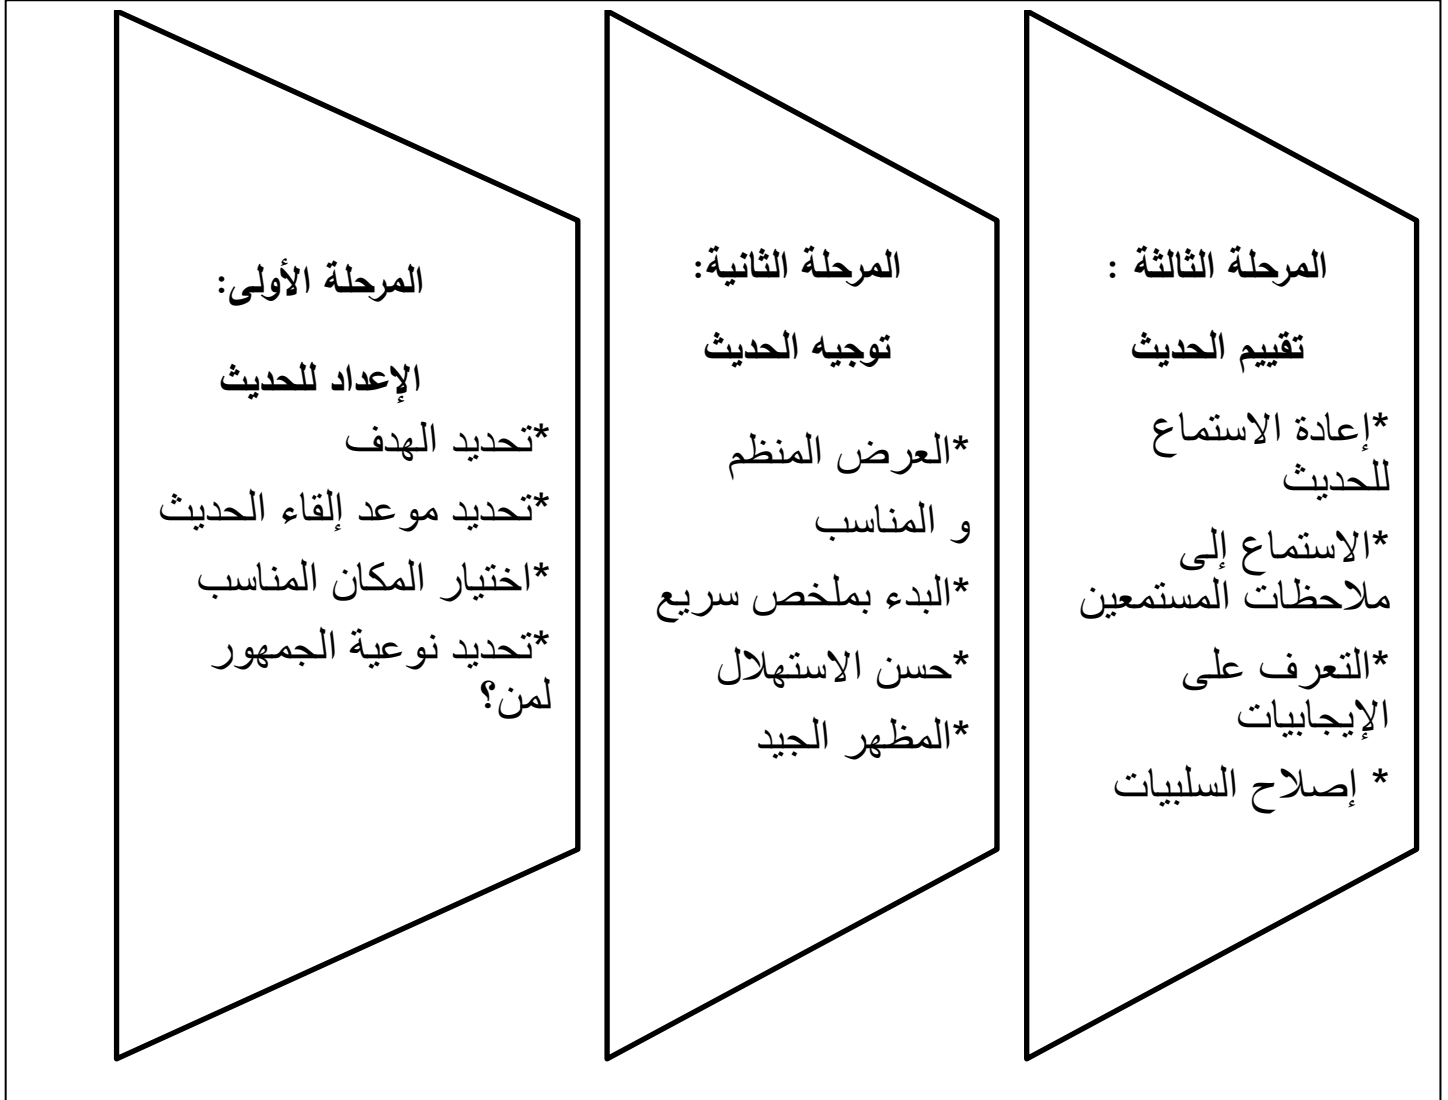 المرحلة الأولى:
الإعداد للحديث
*تحديد الهدف
*تحديد موعد إلقاء الحديث
*اختيار المكان المناسب
*تحديد نوعية الجمهور
لمن؟
المرحلة الثانية:
توجيه الحديث
*العرض المنظم
و المناسب
*البدء بملخص سريع
*حسن الاستهلال
*المظهر الجيد
المرحلة الثالثة :
تقييم الحديث
*إعادة الاستماع
للحديث
*الاستماع إلى
ملاحظات المستمعين
*التعرف على
الإيجابيات
* إصلاح السلبيات